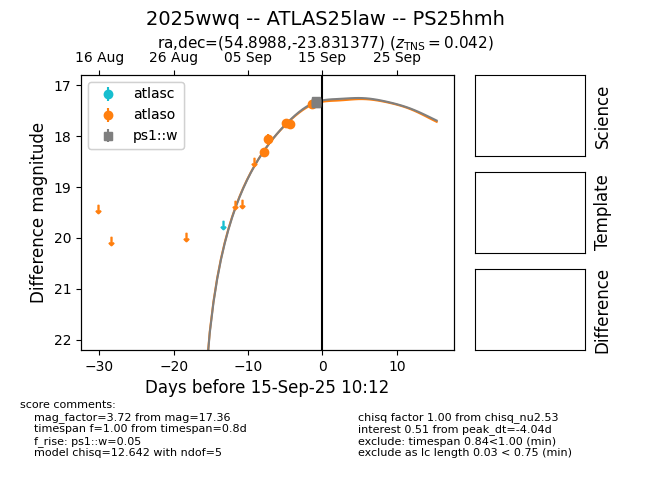 2025wwq -- ATLAS25law -- PS25hmh
ra,dec=(54.8988,-23.831377) (z_TNS = 0.042)
16 Aug 26 Aug 05 Sep 15 Sep 25 Sep
atlasc
atlaso
ps1::w
17
18
19
20
21
22
Difference magnitude
−30 −20 −10 0 10
Days before 15-Sep-25 10:12
Science
Template
Difference
score comments:
mag_factor=3.72 from mag=17.36
timespan f=1.00 from timespan=0.8d
f_rise: ps1::w=0.05
model chisq=12.642 with ndof=5
chisq factor 1.00 from chisq_nu2.53
interest 0.51 from peak_dt=-4.04d
exclude: timespan 0.84<1.00 (min)
exclude as lc length 0.03 < 0.75 (min)